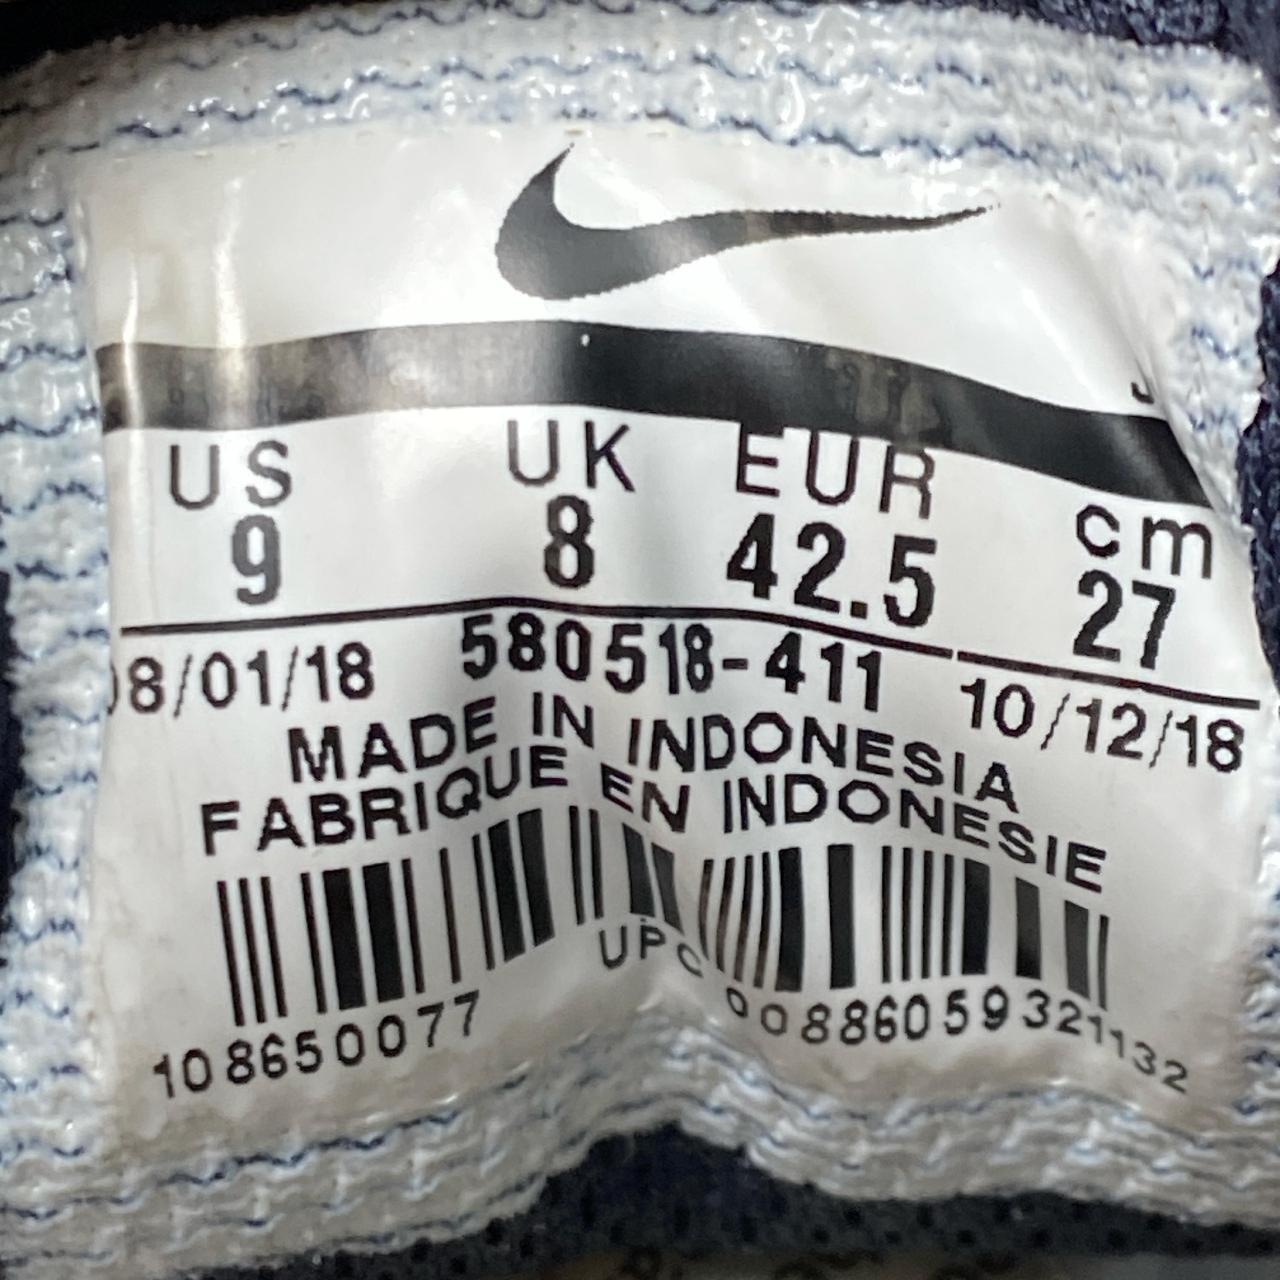 US UK EUR cm
9 8 42.5 27
08/01/18 580518-411 10/12/18
MADE IN INDONESIA
FABRIQUE EN INDONESIE
UPC
108650077 00886059321132